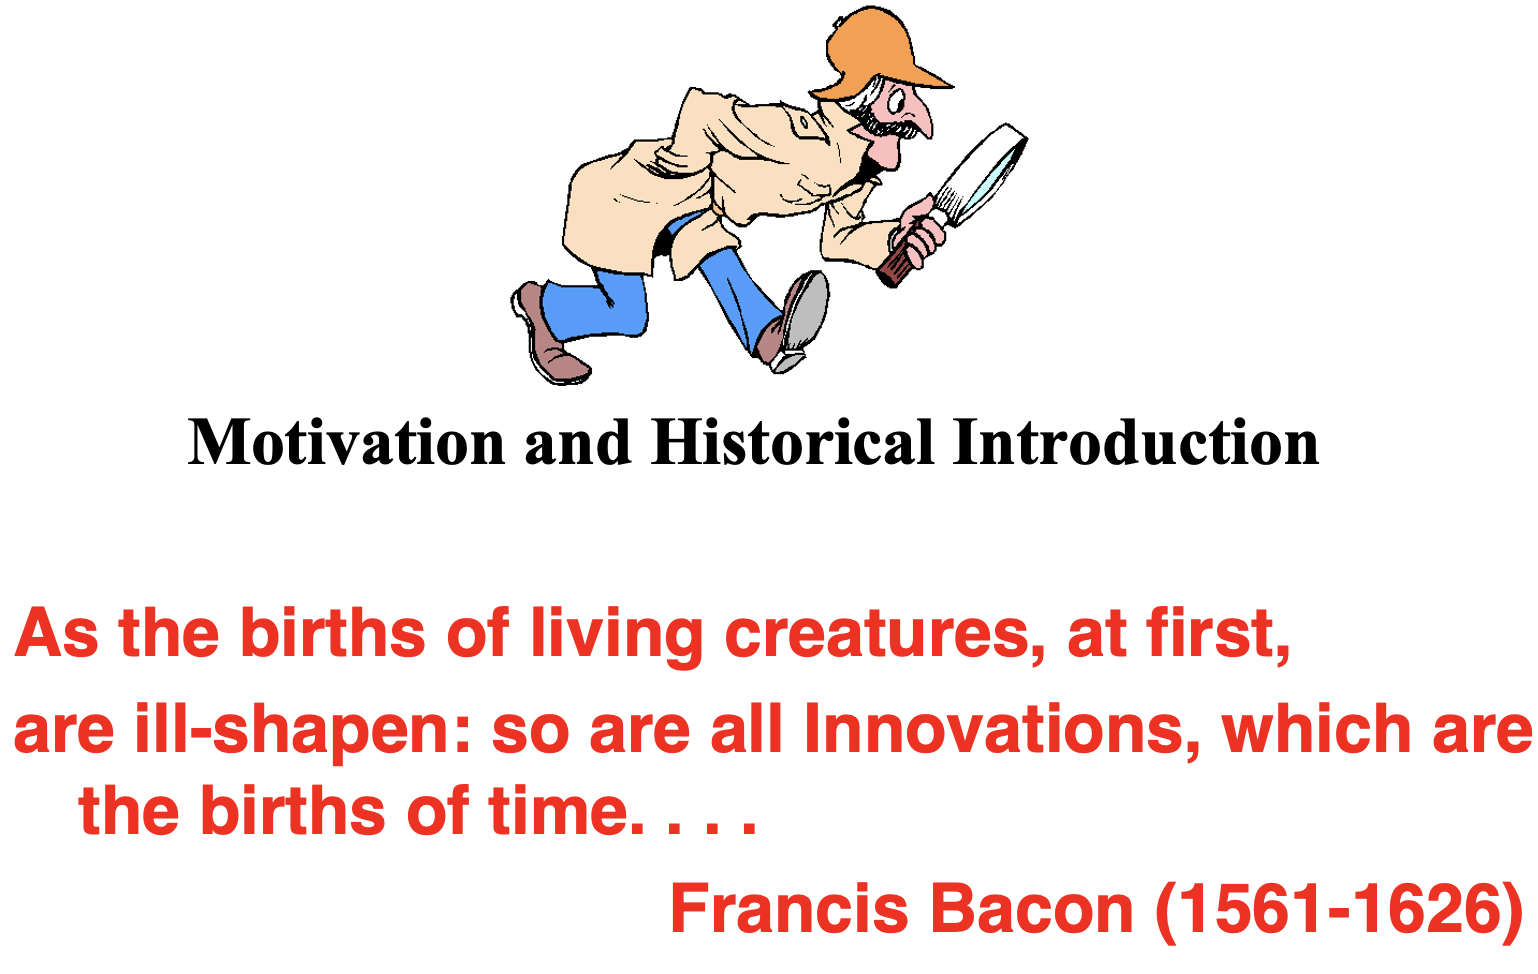 Motivation and Historical Introduction
As the births of living creatures, at first,
are ill-shapen: so are all Innovations, which are
the births of time. . . .
Francis Bacon (1561-1626)